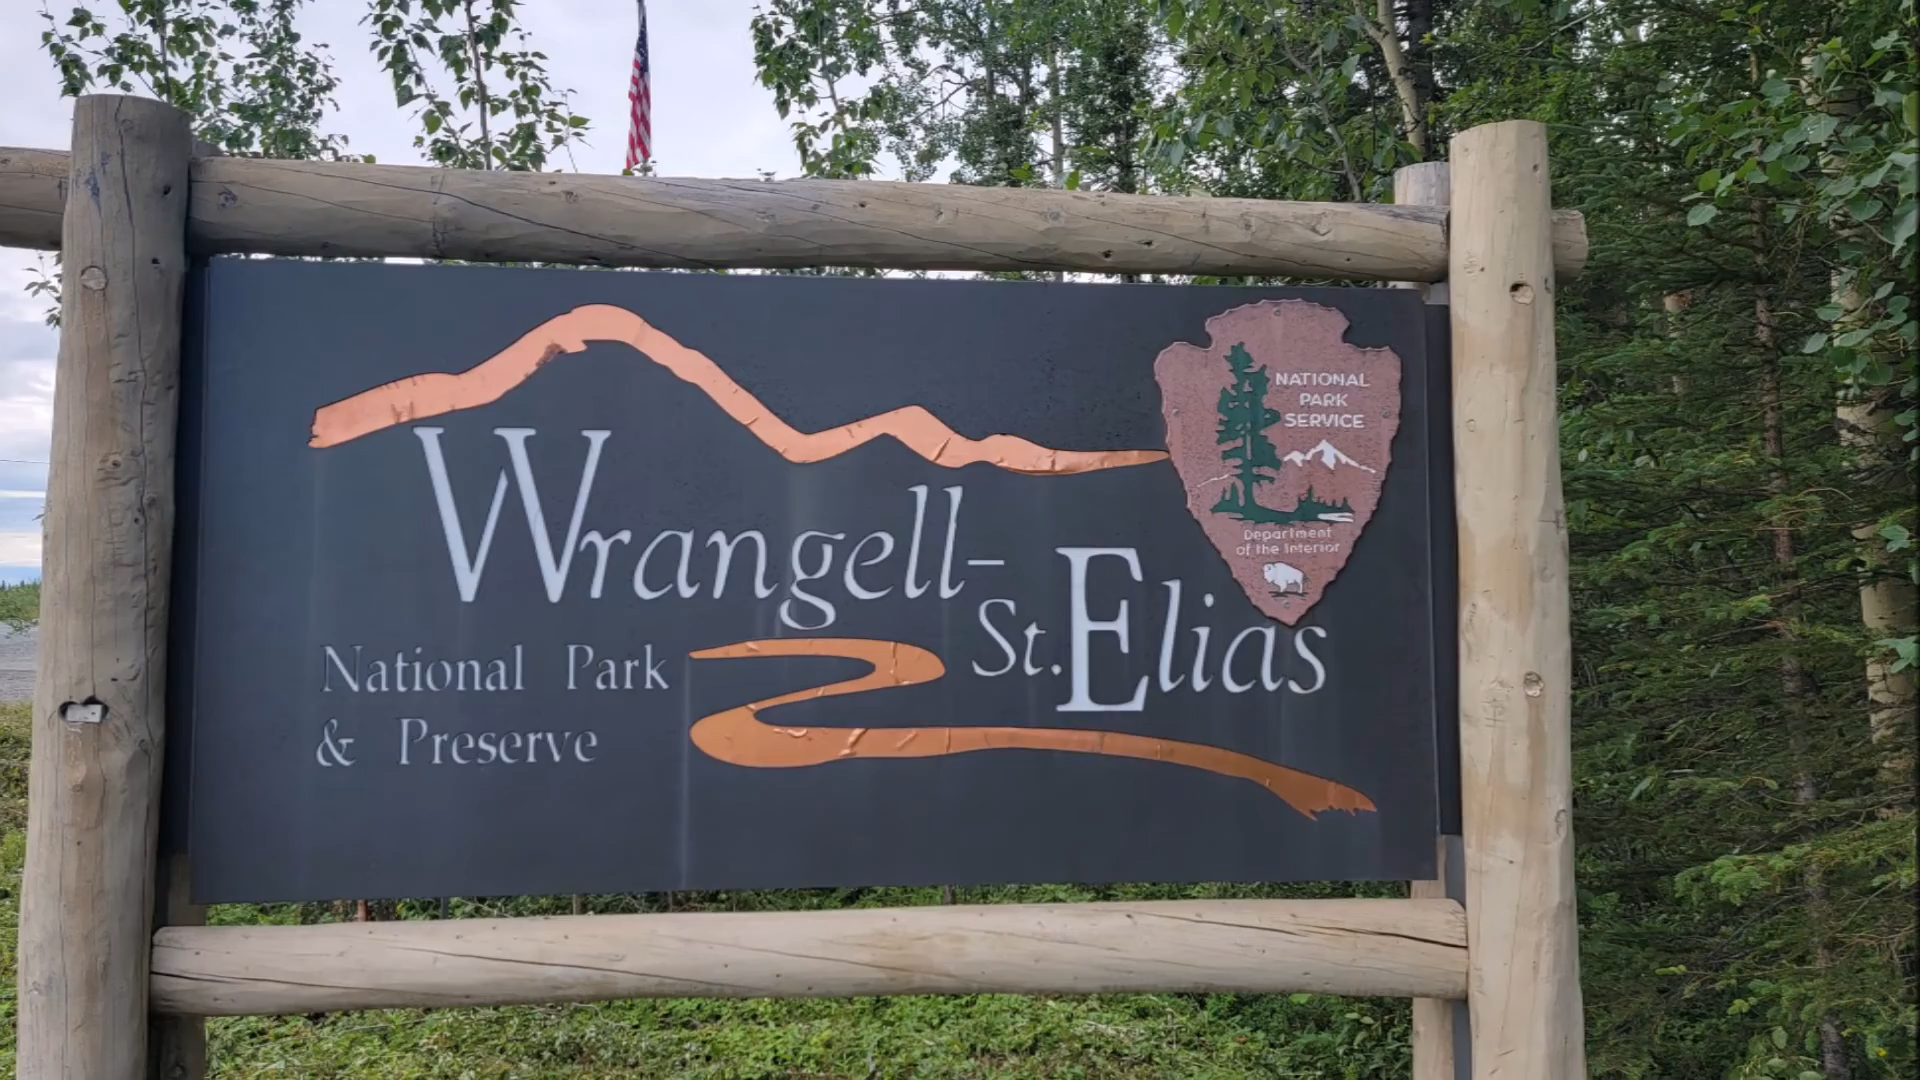 NATIONAL
PARK
SERVICE
Department
of the Interior
Wrangell-
St. Elias
National Park
& Preserve